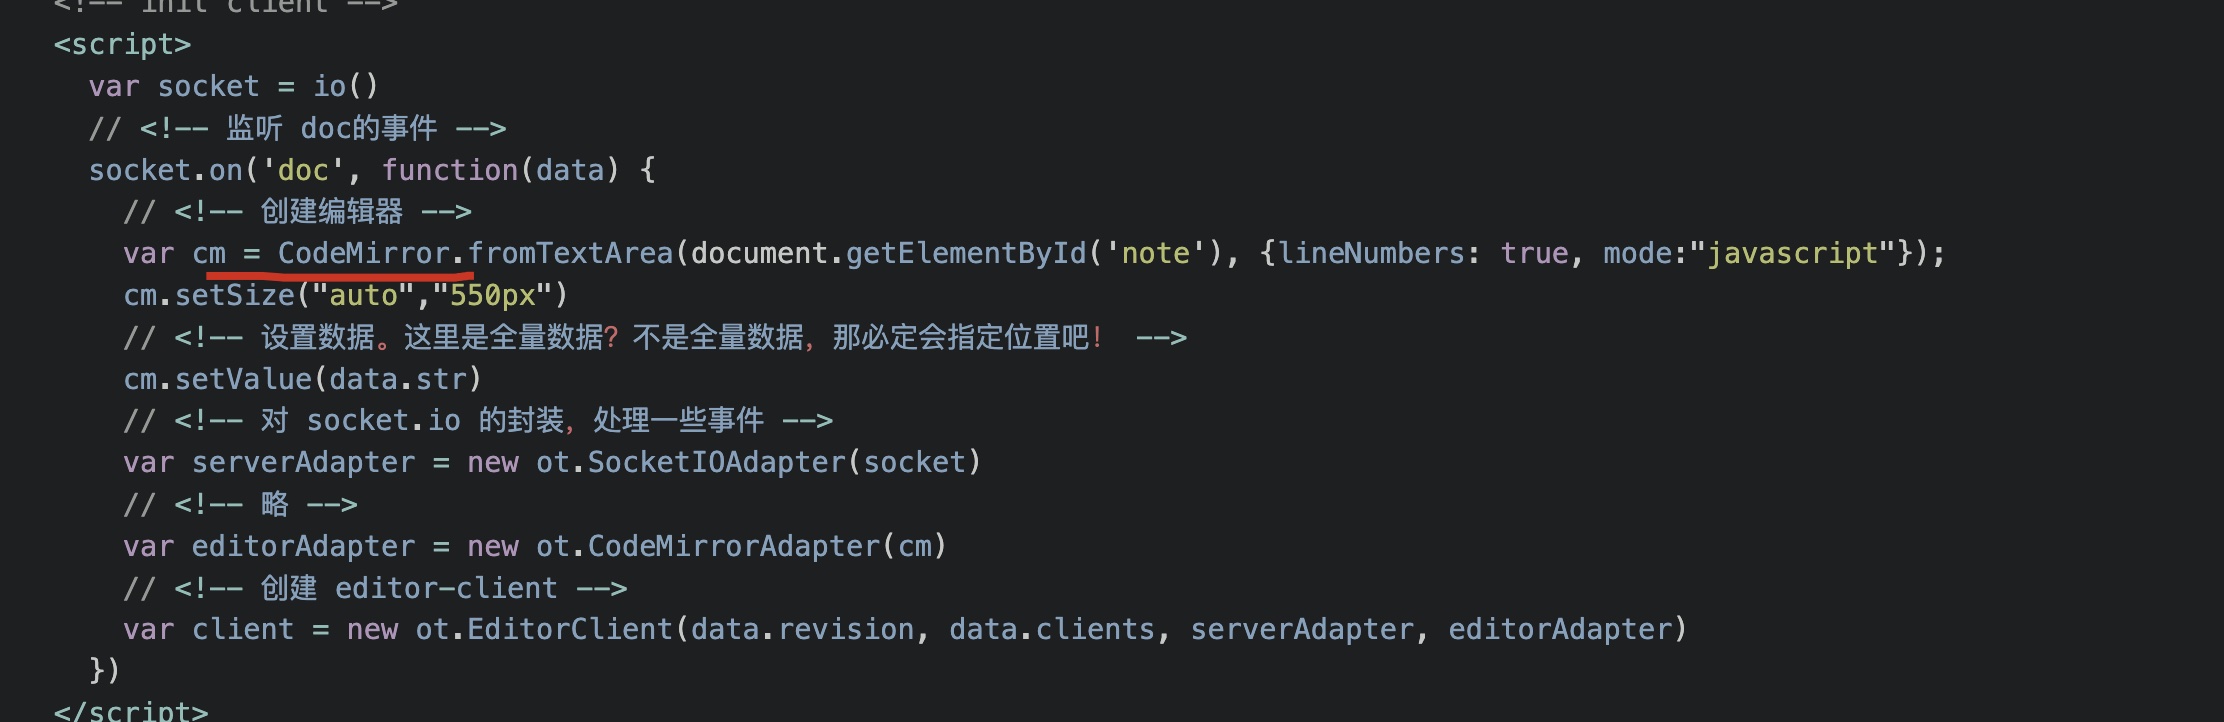 <!-- init client -->
<script>
var socket = io()
// <!-- 监听 doc的事件 -->
socket.on('doc', function(data) {
// <!-- 创建编辑器 -->
var cm = CodeMirror.fromTextArea(document.getElementById('note'), {lineNumbers: true, mode:"javascript"});
cm.setSize("auto","550px")
// <!-- 设置数据。这里是全量数据？不是全量数据，那必定会指定位置吧！ -->
cm.setValue(data.str)
// <!-- 对 socket.io 的封装，处理一些事件 -->
var serverAdapter = new ot.SocketIOAdapter(socket)
// <!-- 略 -->
var editorAdapter = new ot.CodeMirrorAdapter(cm)
// <!-- 创建 editor-client -->
var client = new ot.EditorClient(data.revision, data.clients, serverAdapter, editorAdapter)
})
</script>